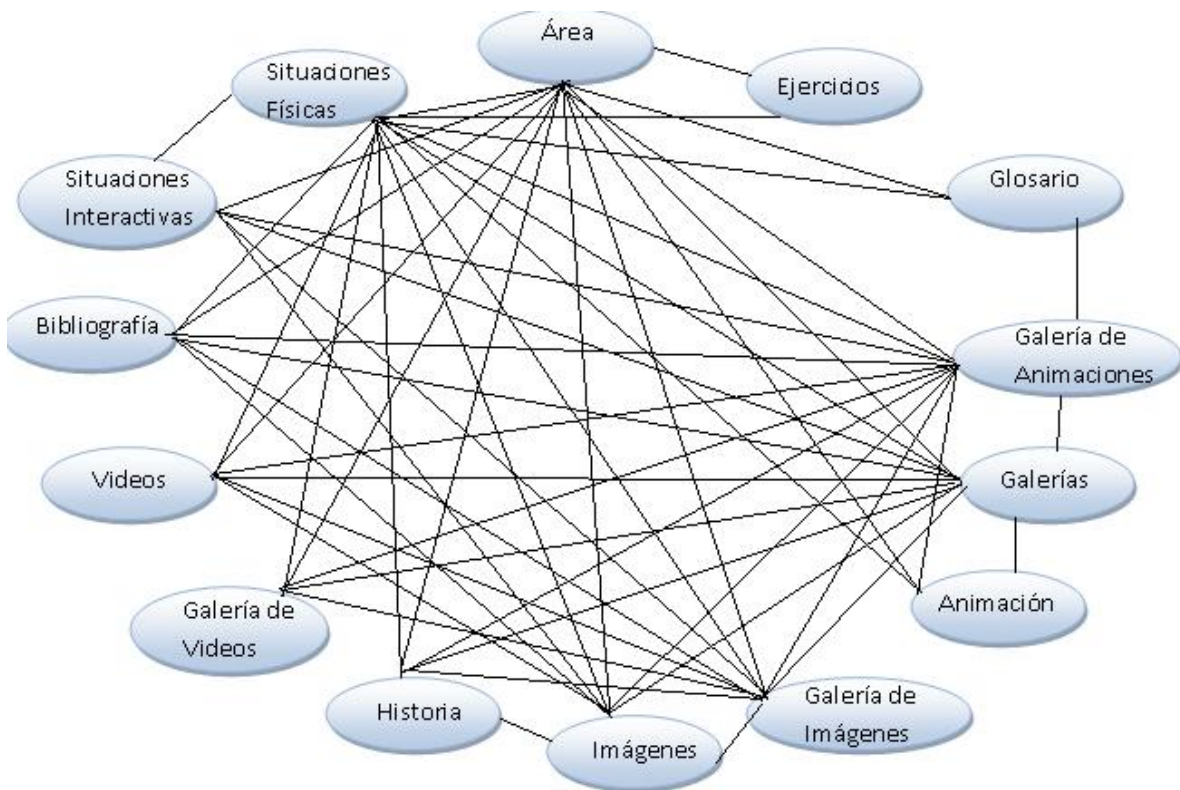 Área
Situaciones
Físicas
Ejercicios
Situaciones
Interactivas
Glosario
Bibliografía
Galería de
Animaciones
Videos
Galerías
Galería de
Videos
Animación
Historia
Imágenes
Galería de
Imágenes